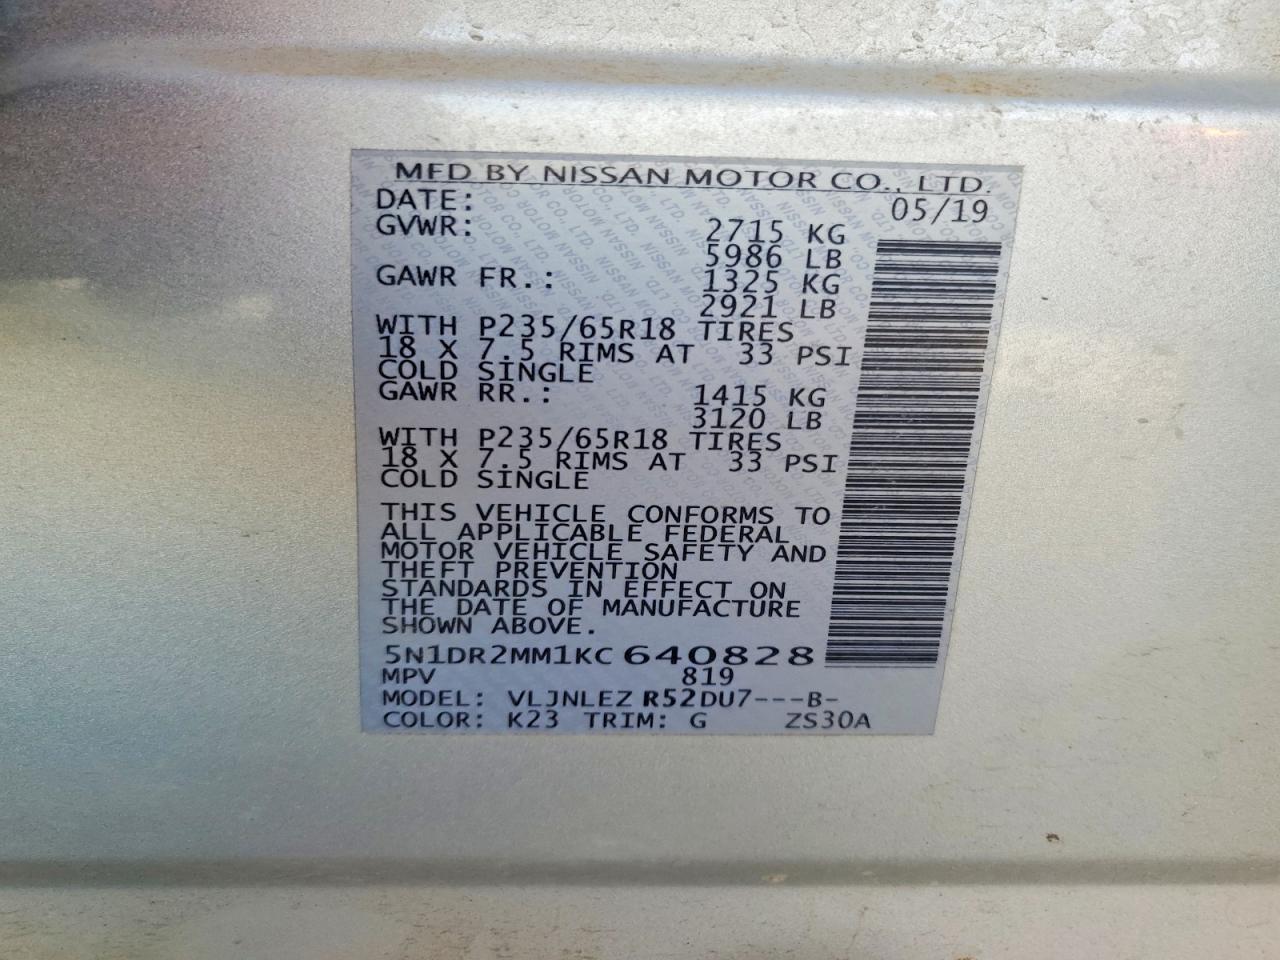 MFD BY NISSAN MOTOR CO., LTD.
DATE: 05/19
GVWR: 2715 KG
5986 LB
GAWR FR.: 1325 KG
2921 LB
WITH P235/65R18 TIRES
18 X 7.5 RIMS AT 33 PSI
COLD SINGLE
GAWR RR.: 1415 KG
3120 LB
WITH P235/65R18 TIRES
18 X 7.5 RIMS AT 33 PSI
COLD SINGLE
THIS VEHICLE CONFORMS TO
ALL APPLICABLE FEDERAL
MOTOR VEHICLE SAFETY AND
THEFT PREVENTION
STANDARDS IN EFFECT ON
THE DATE OF MANUFACTURE
SHOWN ABOVE.
5N1DR2MM1KC640828
MPV 819
MODEL: VLJNLEZ R52DU7---B-
COLOR: K23 TRIM: G ZS30A